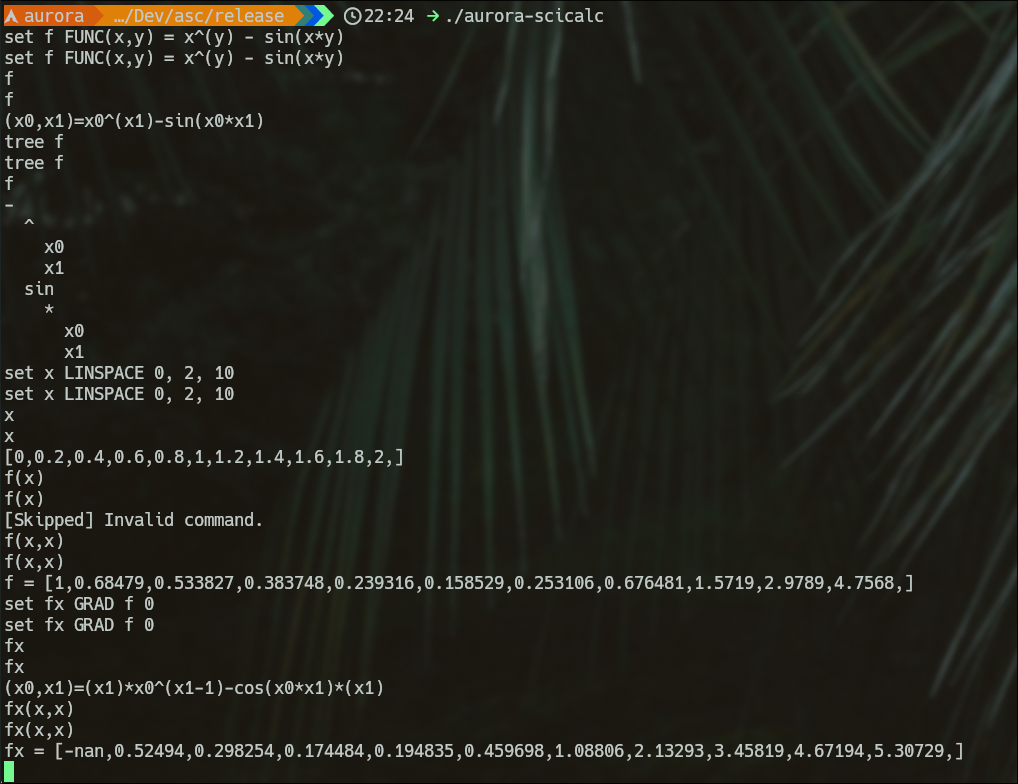 aurora …/Dev/asc/release 22:24 → ./aurora-scicalc
set f FUNC(x,y) = x^(y) - sin(x*y)
set f FUNC(x,y) = x^(y) - sin(x*y)
f
f
(x0,x1)=x0^(x1)-sin(x0*x1)
tree f
tree f
f
-
  ^
    x0
    x1
  sin
    *
      x0
      x1
set x LINSPACE 0, 2, 10
set x LINSPACE 0, 2, 10
x
x
[0,0.2,0.4,0.6,0.8,1,1.2,1.4,1.6,1.8,2,]
f(x)
f(x)
[Skipped] Invalid command.
f(x,x)
f(x,x)
f = [1,0.68479,0.533827,0.383748,0.239316,0.158529,0.253106,0.676481,1.5719,2.9789,4.7568,]
set fx GRAD f 0
set fx GRAD f 0
fx
fx
(x0,x1)=(x1)*x0^(x1-1)-cos(x0*x1)*(x1)
fx(x,x)
fx(x,x)
fx = [-nan,0.52494,0.298254,0.174484,0.194835,0.459698,1.08806,2.13293,3.45819,4.67194,5.30729,]